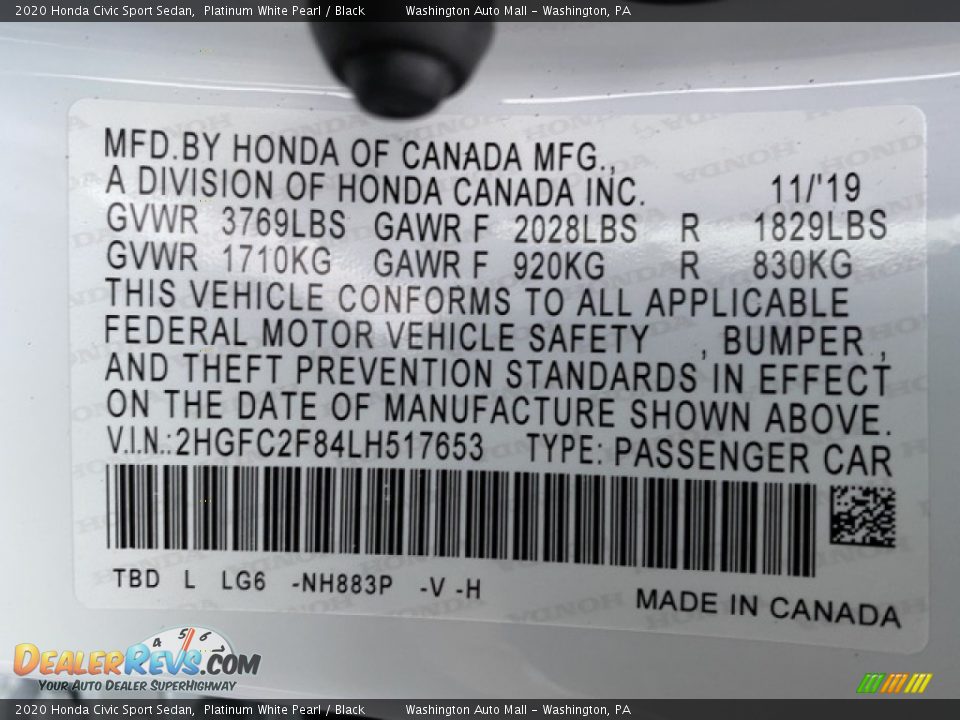 2020 Honda Civic Sport Sedan, Platinum White Pearl / Black Washington Auto Mall - Washington, PA
MFD.BY HONDA OF CANADA MFG.,
A DIVISION OF HONDA CANADA INC. 11/'19
GVWR 3769LBS GAWR F 2028LBS R 1829LBS
GVWR 1710KG GAWR F 920KG R 830KG
THIS VEHICLE CONFORMS TO ALL APPLICABLE
FEDERAL MOTOR VEHICLE SAFETY , BUMPER ,
AND THEFT PREVENTION STANDARDS IN EFFECT
ON THE DATE OF MANUFACTURE SHOWN ABOVE.
V.I.N.:2HGFC2F84LH517653 TYPE: PASSENGER CAR
TBD L LG6 -NH883P -V -H
MADE IN CANADA
4 5 6
DEALERREVS.COM
YOUR AUTO DEALER SUPERHIGHWAY
2020 Honda Civic Sport Sedan, Platinum White Pearl / Black Washington Auto Mall - Washington, PA